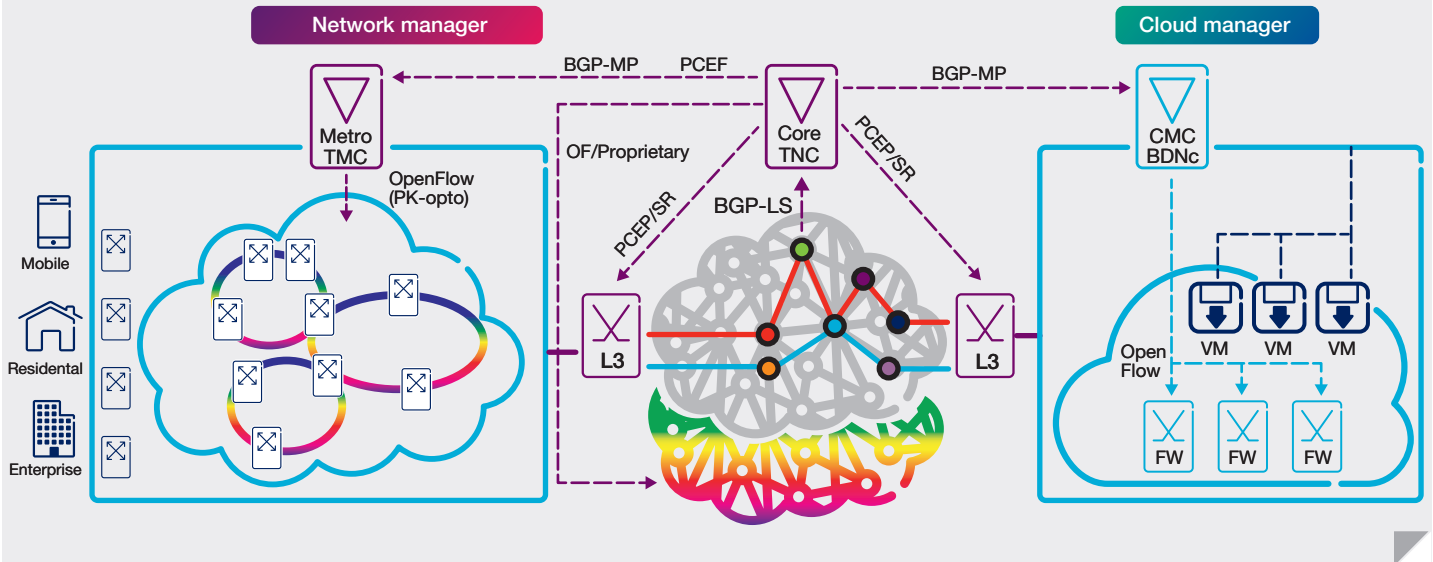 Network manager
Cloud manager
BGP-MP PCEF
BGP-MP
Metro
TMC
Core
TNC
CMC
BDNc
OF/Proprietary
PCEP/SR
PCEP/SR
OpenFlow
(PK-opto)
BGP-LS
Mobile
Residental
Enterprise
L3
L3
VM
VM
VM
Open
Flow
FW
FW
FW